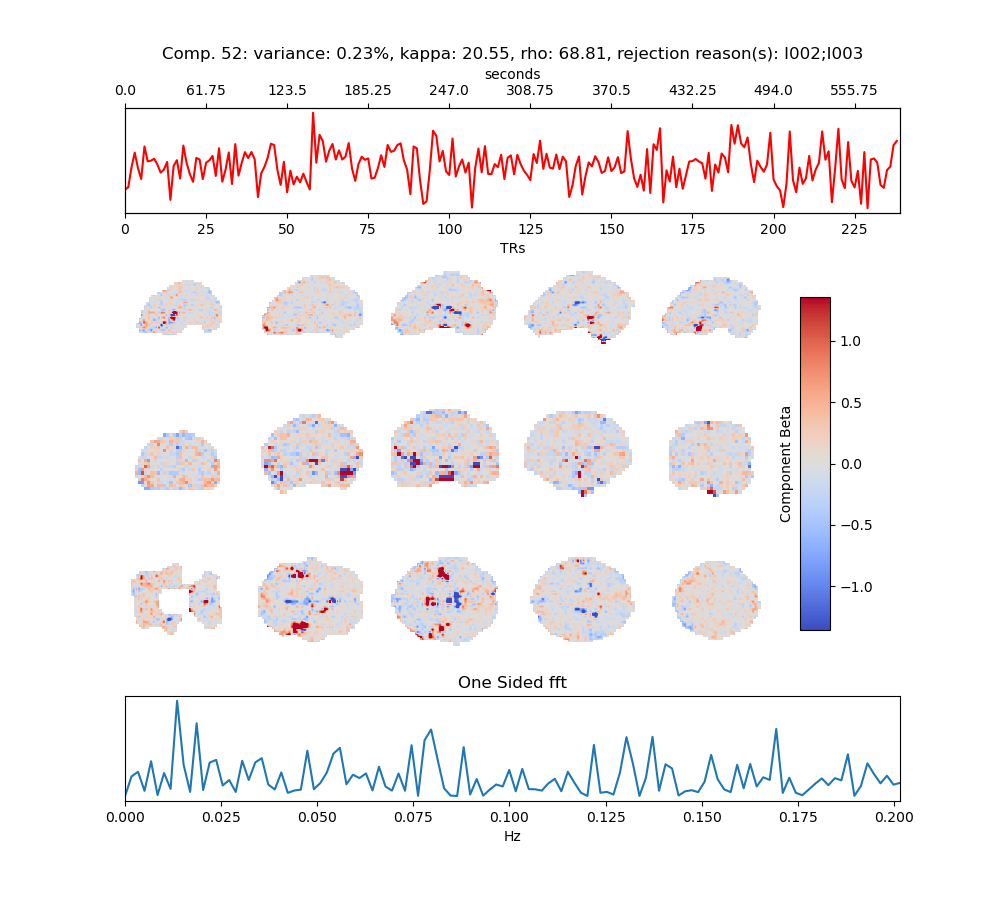 Comp. 52: variance: 0.23%, kappa: 20.55, rho: 68.81, rejection reason(s): I002;I003
seconds
0.0 61.75 123.5 185.25 247.0 308.75 370.5 432.25 494.0 555.75
0 25 50 75 100 125 150 175 200 225
TRs
1.0
0.5
0.0
−0.5
−1.0
Component Beta
One Sided fft
0.000 0.025 0.050 0.075 0.100 0.125 0.150 0.175 0.200
Hz